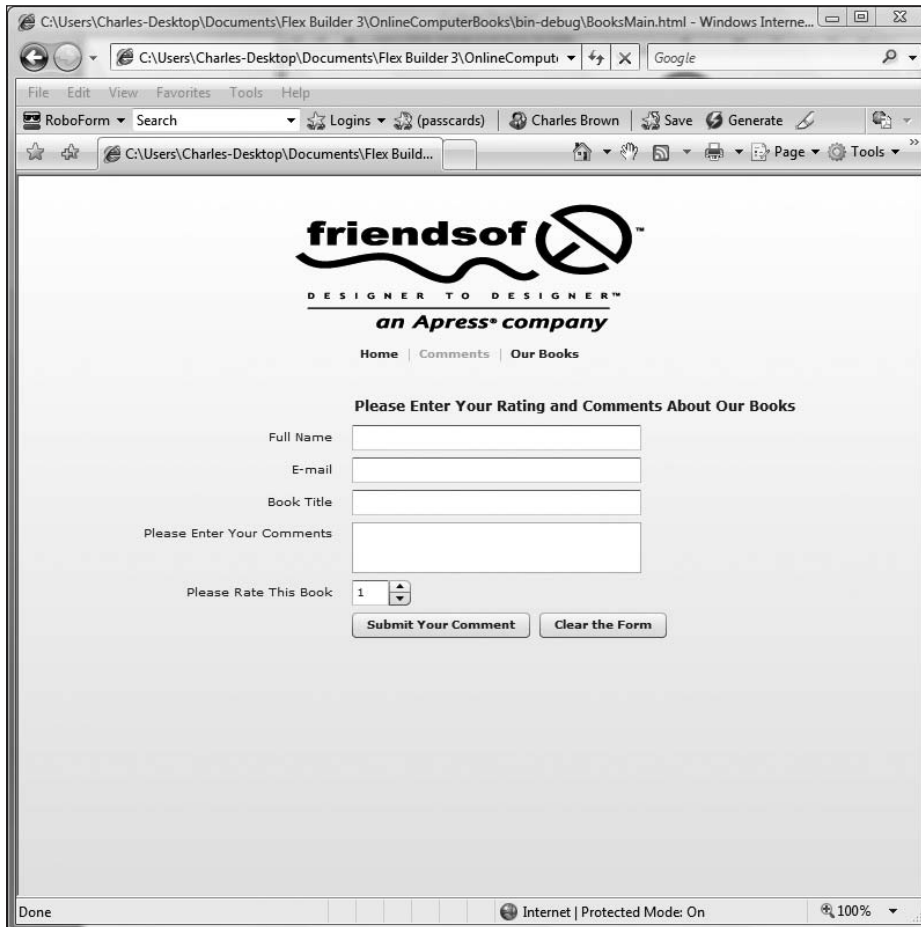 C:\Users\Charles-Desktop\Documents\Flex Builder 3\OnlineComputerBooks\bin-debug\BooksMain.html - Windows Interne...
C:\Users\Charles-Desktop\Documents\Flex Builder 3\OnlineComput Google
File Edit View Favorites Tools Help
RoboForm Search Logins (passcards) Charles Brown Save Generate
C:\Users\Charles-Desktop\Documents\Flex Build... Page Tools »
friendsof ™
DESIGNER TO DESIGNER™
an Apress® company
Home | Comments | Our Books
Please Enter Your Rating and Comments About Our Books
Full Name
E-mail
Book Title
Please Enter Your Comments
Please Rate This Book 1
Submit Your Comment Clear the Form
Done Internet | Protected Mode: On 100%